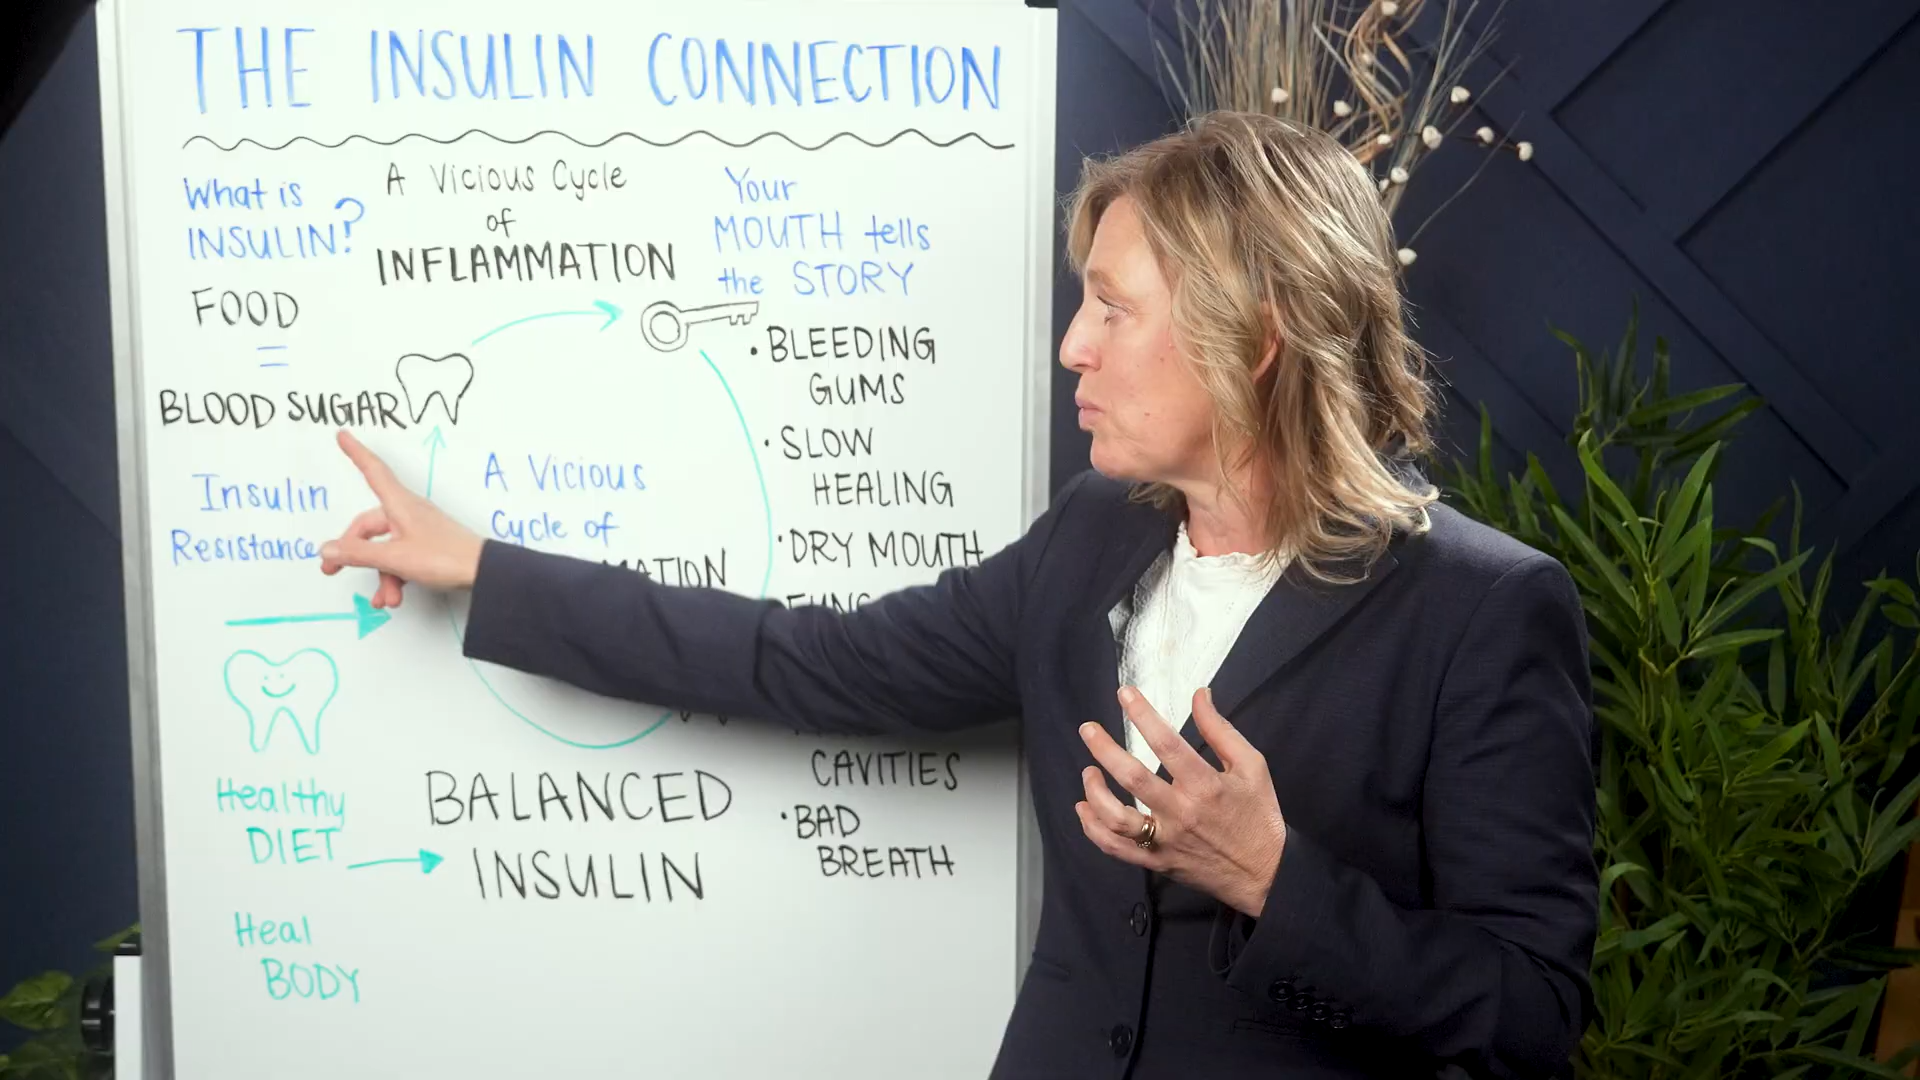 THE INSULIN CONNECTION
What is
INSULIN?
FOOD
=
BLOOD SUGAR
Insulin
Resistance
Healthy
DIET
Heal
BODY
A Vicious Cycle
of
INFLAMMATION
A Vicious
Cycle of
BALANCED
INSULIN
Your
MOUTH tells
the STORY
• BLEEDING
GUMS
• SLOW
HEALING
• DRY MOUTH
CAVITIES
• BAD
BREATH